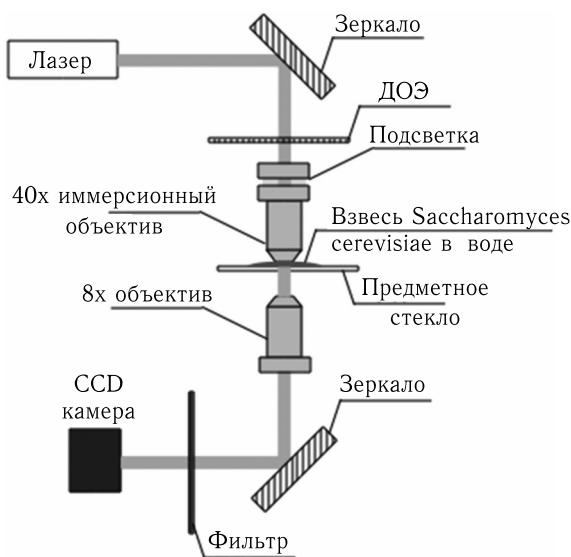 Зеркало
Лазер
ДОЭ
Подсветка
40x иммерсионный
объектив
Взвесь Saccharomyces
cerevisiae в воде
8x объектив
Предметное
стекло
CCD
камера
Зеркало
Фильтр